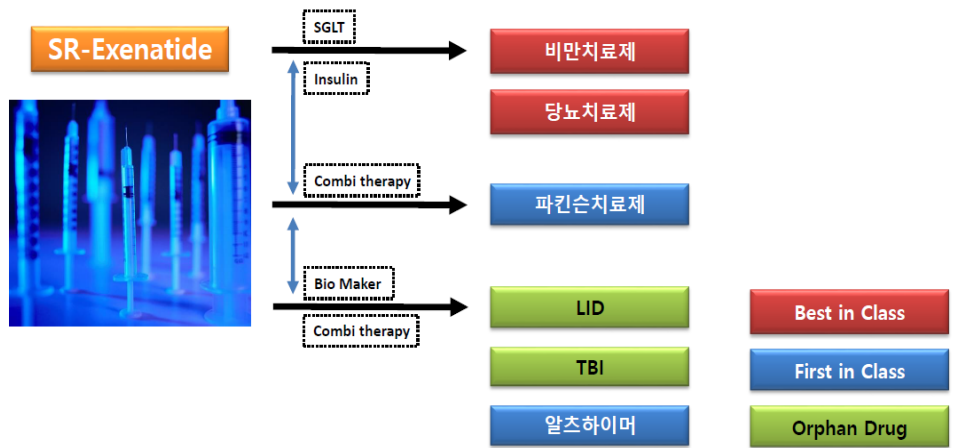 SR-Exenatide
SGLT
Insulin
비만치료제
당뇨치료제
Combi therapy
파킨슨치료제
Bio Maker
Combi therapy
LID
TBI
알츠하이머
Best in Class
First in Class
Orphan Drug